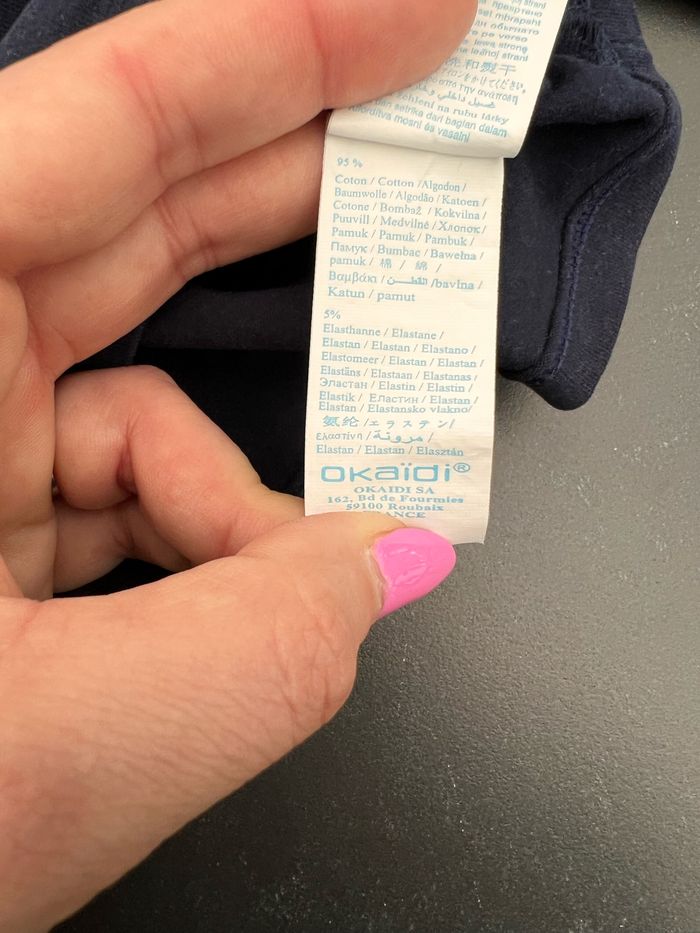 95 %
Coton / Cotton / Algodon /
Baumwolle / Algodão / Katoen /
Cotone / Bombaž / Kokvilna /
Puuvill / Medvilnė / Хлопок /
Pamuk / Pamuk / Pambuk /
Памук / Bumbac / Bawełna /
pamuk / 棉 / 綿 /
Βαμβάκι / القطن / bavlna /
Katun / pamut
5%
Elasthanne / Elastane /
Elastan / Elastan / Elastano /
Elastomeer / Elastan / Elastan /
Elastāns / Elastaan / Elastanas /
Эластан / Elastin / Elastin /
Elastik / Еластин / Elastan /
Elastan / Elastansko vlakno/
氨纶 / エラステン/
Ελαστίνη / مرونة /
Elastan / Elastan / Elasztán
okaïdi®
OKAIDI SA
162, Bd de Fourmies
59100 Roubaix